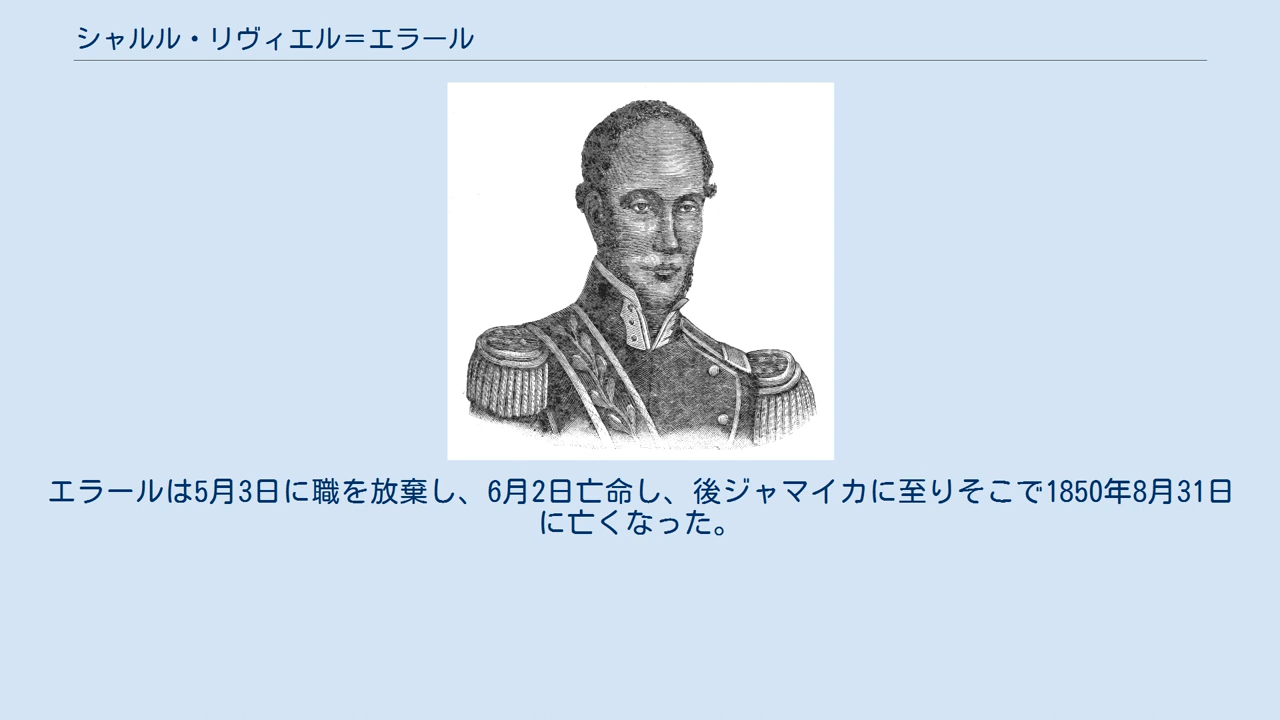 シャルル・リヴィエル＝エラール
エラールは5月3日に職を放棄し、6月2日亡命し、後ジャマイカに至りそこで1850年8月31日
に亡くなった。